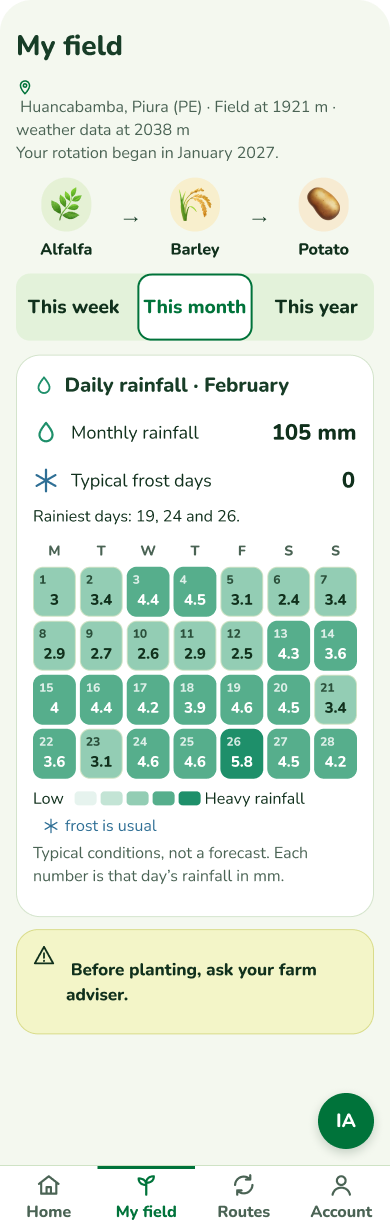 My field
Huancabamba, Piura (PE) · Field at 1921 m ·
weather data at 2038 m
Your rotation began in January 2027.
Alfalfa → Barley → Potato
This week This month This year
Daily rainfall · February
Monthly rainfall 105 mm
Typical frost days 0
Rainiest days: 19, 24 and 26.
M T W T F S S
1 2 3 4 5 6 7
3 3.4 4.4 4.5 3.1 2.4 3.4
8 9 10 11 12 13 14
2.9 2.7 2.6 2.9 2.5 4.3 3.6
15 16 17 18 19 20 21
4 4.4 4.2 3.9 4.6 4.5 3.4
22 23 24 25 26 27 28
3.6 3.1 4.6 4.6 5.8 4.5 4.2
Low Heavy rainfall
frost is usual
Typical conditions, not a forecast. Each
number is that day's rainfall in mm.
Before planting, ask your farm
adviser.
IA
Home My field Routes Account